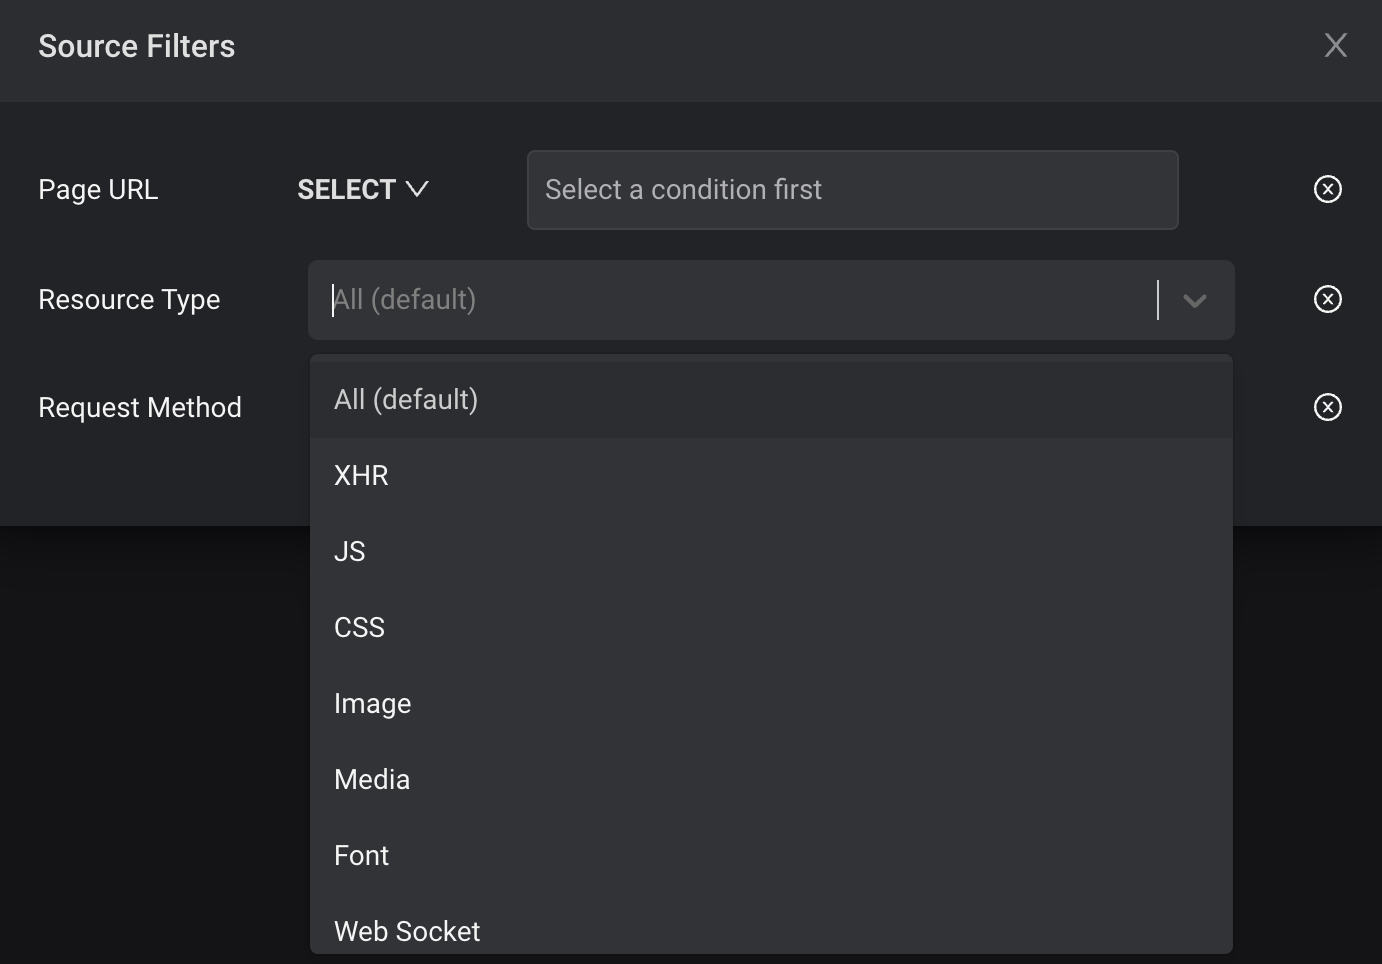 Source Filters
Page URL SELECT Select a condition first
Resource Type All (default)
Request Method
All (default)
XHR
JS
CSS
Image
Media
Font
Web Socket